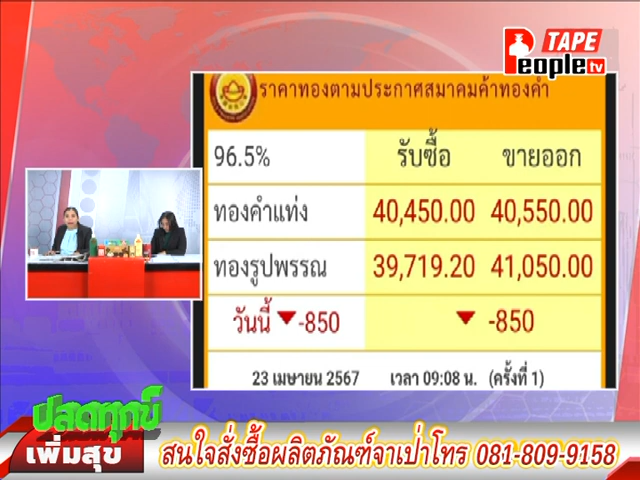 TAPE
People tv
ราคาทองตามประกาศสมาคมค้าทองคำ
96.5% รับซื้อ ขายออก
ทองคำแท่ง 40,450.00 40,550.00
ทองรูปพรรณ 39,719.20 41,050.00
วันนี้ -850 -850
23 เมษายน 2567 เวลา 09:08 น. (ครั้งที่ 1)
ปลดทุกข์
เพิ่มสุข
สนใจสั่งซื้อผลิตภัณฑ์จาเป่าโทร 081-809-9158